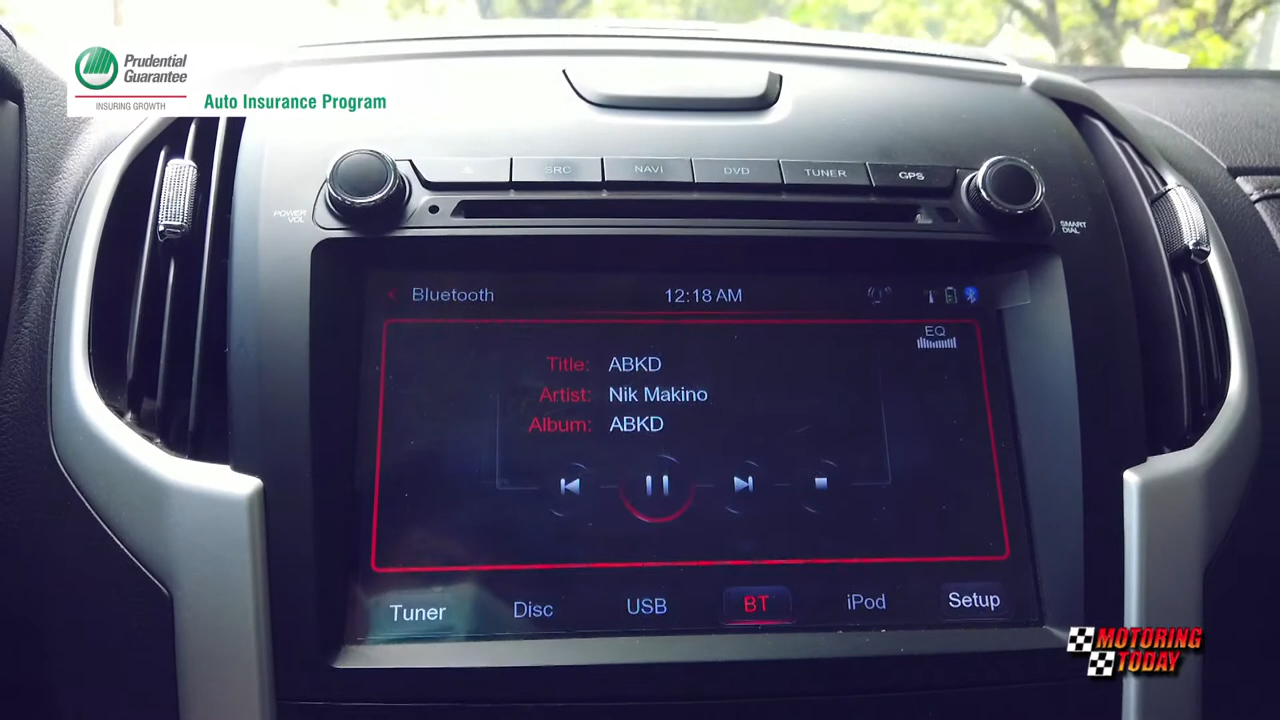 Prudential
Guarantee
INSURING GROWTH
Auto Insurance Program
SRC
NAVI
DVD
TUNER
GPS
POWER
VOL
SMART
DIAL
Bluetooth
12:18 AM
EQ
Title: ABKD
Artist: Nik Makino
Album: ABKD
Tuner
Disc
USB
BT
iPod
Setup
MOTORING
TODAY